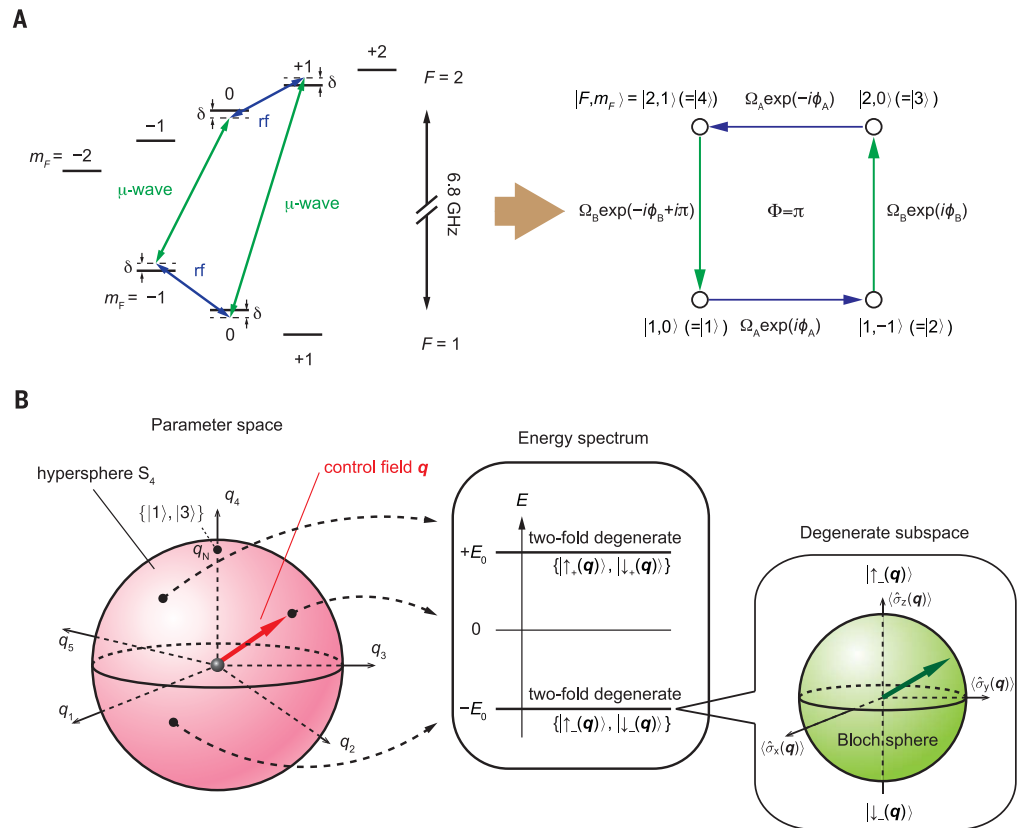 A
+2
+1
δ
F = 2
0
δ
rf
−1
m_F = −2
μ-wave
μ-wave
6.8 GHz
δ
rf
m_F = −1
δ
0
+1
F = 1
|F,m_F⟩ = |2,1⟩(=|4⟩)
Ω_A exp(−iϕ_A)
|2,0⟩(=|3⟩)
Ω_B exp(−iϕ_B+iπ)
Φ=π
Ω_B exp(iϕ_B)
|1,0⟩ (=|1⟩)
Ω_A exp(iϕ_A)
|1,−1⟩ (=|2⟩)
B
Parameter space
hypersphere S_4
control field q
{|1⟩,|3⟩}
q_4
q_N
q_5
q_3
q_1
q_2
Energy spectrum
E
+E_0
two-fold degenerate
{|↑_+(q)⟩, |↓_+(q)⟩}
0
−E_0
two-fold degenerate
{|↑_−(q)⟩, |↓_−(q)⟩}
Degenerate subspace
|↑_−(q)⟩
⟨σ̂_z(q)⟩
⟨σ̂_y(q)⟩
⟨σ̂_x(q)⟩
Bloch sphere
|↓_−(q)⟩